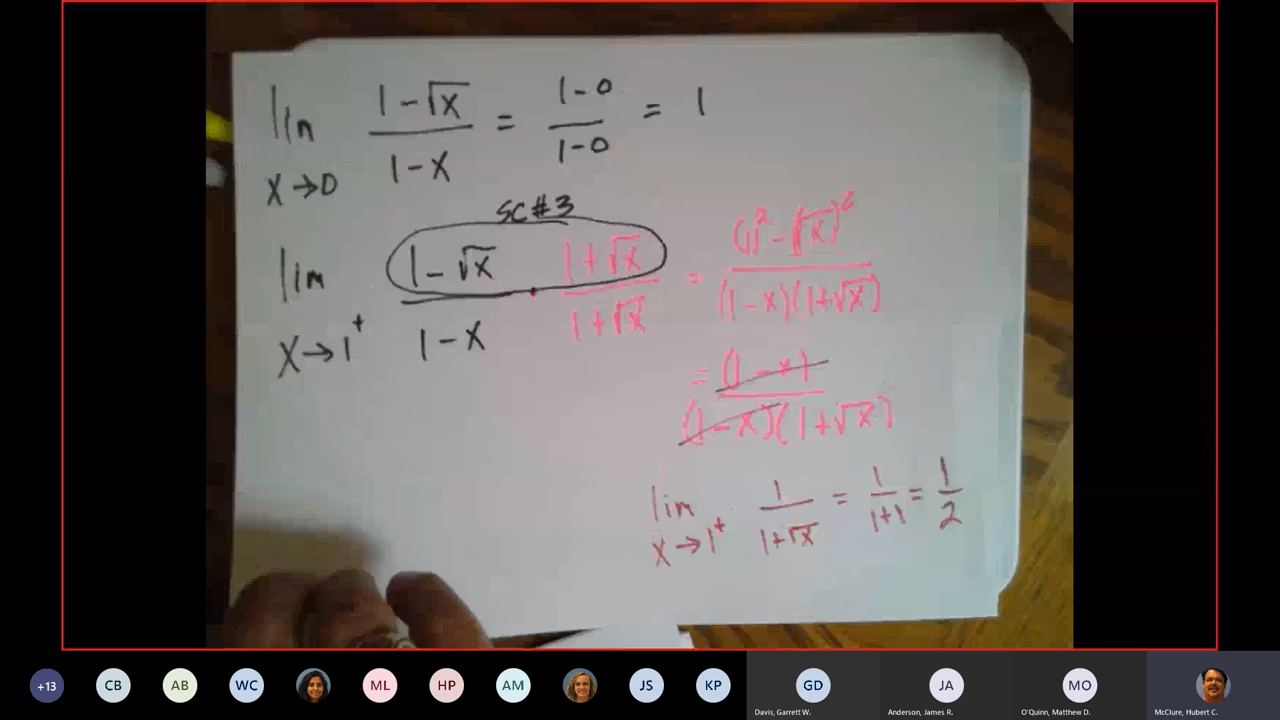 lim 1-√x / 1-x = 1-0 / 1-0 = 1
x→0
SC#3
lim 1-√x / 1-x · 1+√x / 1+√x = (1)²-(√x)² / (1-x)(1+√x)
x→1⁺
= (1-x) / (1-x)(1+√x)
lim 1 / 1+√x = 1 / 1+1 = 1 / 2
x→1⁺
+13 CB AB WC ML HP AM JS KP GD JA MO
Davis, Garrett W. Anderson, James R. O'Quinn, Matthew D. McClure, Hubert C.